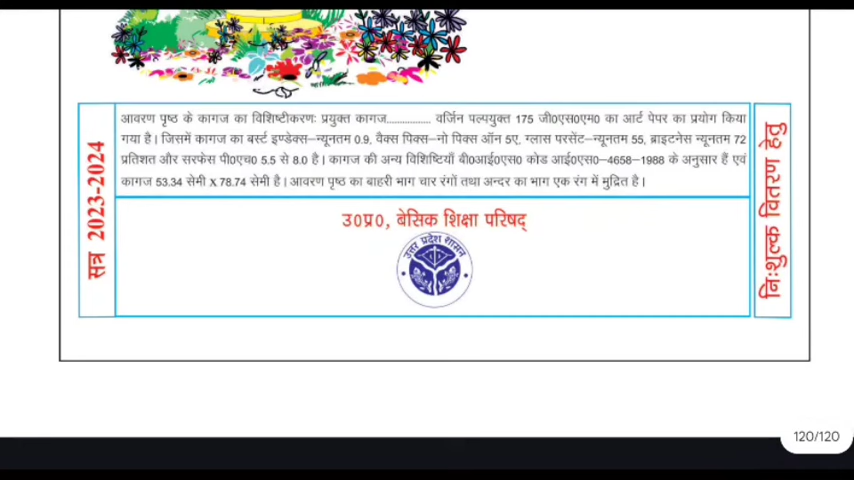 आवरण पृष्ठ के कागज का विशिष्टीकरणः प्रयुक्त कागज.................. वर्जिन पल्पयुक्त 175 जी0एस0एम0 का आर्ट पेपर का प्रयोग किया
गया है। जिसमें कागज का बर्स्ट इण्डेक्स–न्यूनतम 0.9, वैक्स पिक्स–नो पिक्स ऑन 5ए, ग्लास परसेंट–न्यूनतम 55, ब्राइटनेस न्यूनतम 72
प्रतिशत और सरफेस पी0एच0 5.5 से 8.0 है। कागज की अन्य विशिष्टियाँ बी0आई0एस0 कोड आई0एस0–4658–1988 के अनुसार हैं एवं
कागज 53.34 सेमी x 78.74 सेमी है। आवरण पृष्ठ का बाहरी भाग चार रंगों तथा अन्दर का भाग एक रंग में मुद्रित है।
सत्र 2023-2024
उ0प्र0, बेसिक शिक्षा परिषद्
उत्तर प्रदेश शासन
निःशुल्क वितरण हेतु
120/120